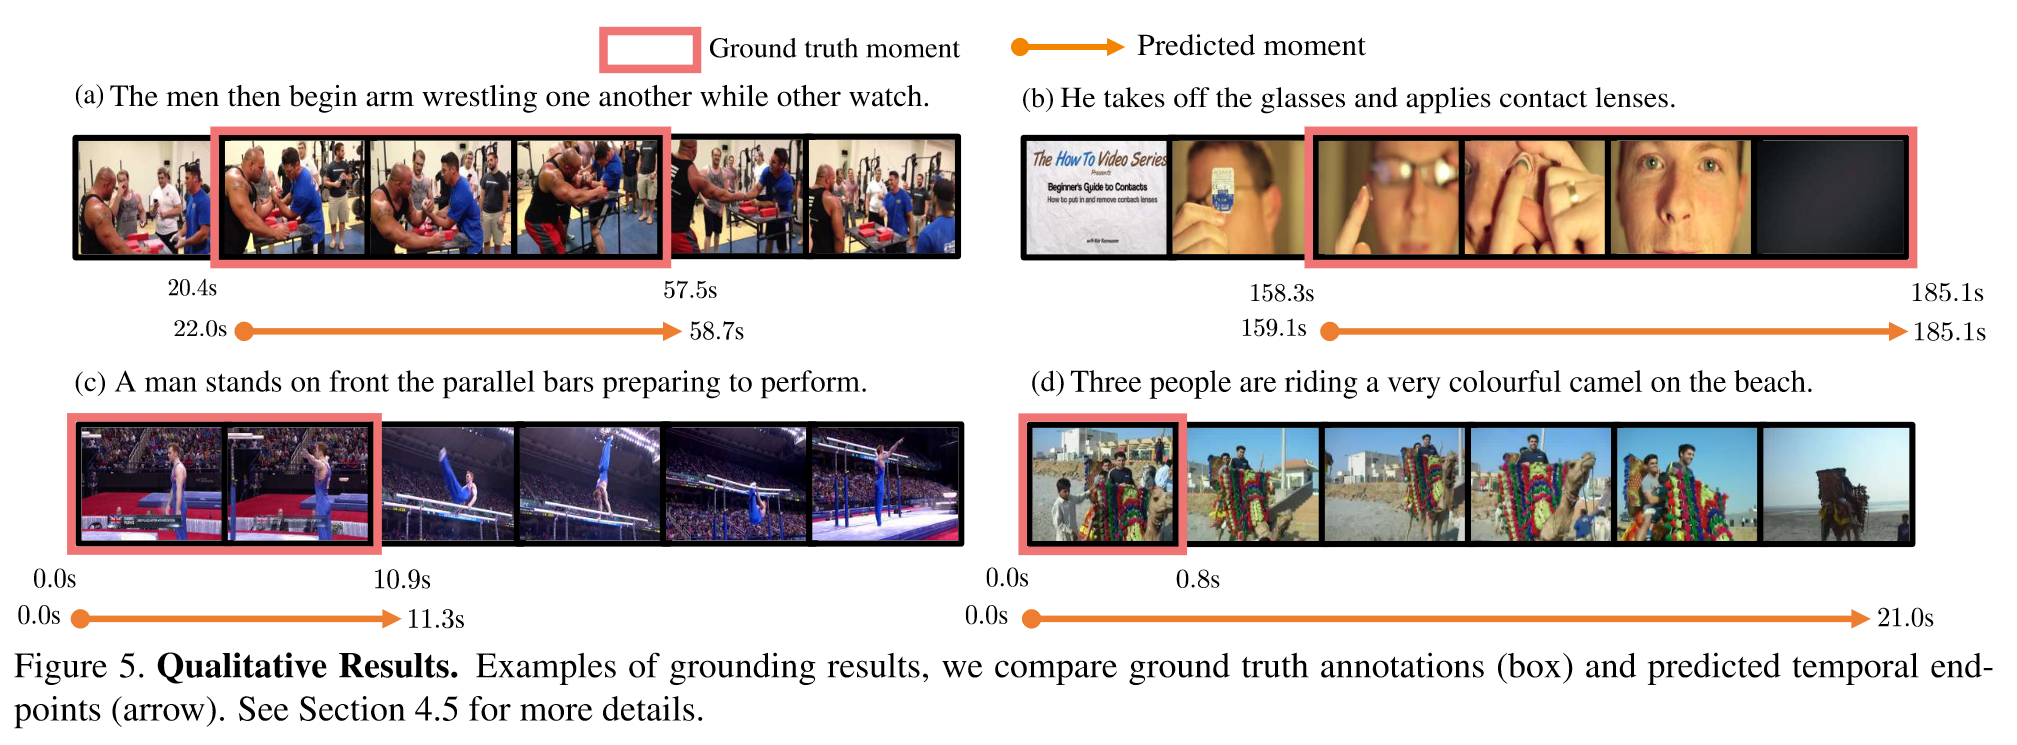 Ground truth moment
Predicted moment
(a) The men then begin arm wrestling one another while other watch.
20.4s
57.5s
22.0s
58.7s
(b) He takes off the glasses and applies contact lenses.
The How To Video Series
Presents
Beginner's Guide to Contacts
How to put in and remove contact lenses
158.3s
185.1s
159.1s
185.1s
(c) A man stands on front the parallel bars preparing to perform.
0.0s
10.9s
0.0s
11.3s
(d) Three people are riding a very colourful camel on the beach.
0.0s
0.8s
0.0s
21.0s
Figure 5. Qualitative Results. Examples of grounding results, we compare ground truth annotations (box) and predicted temporal end-
points (arrow). See Section 4.5 for more details.